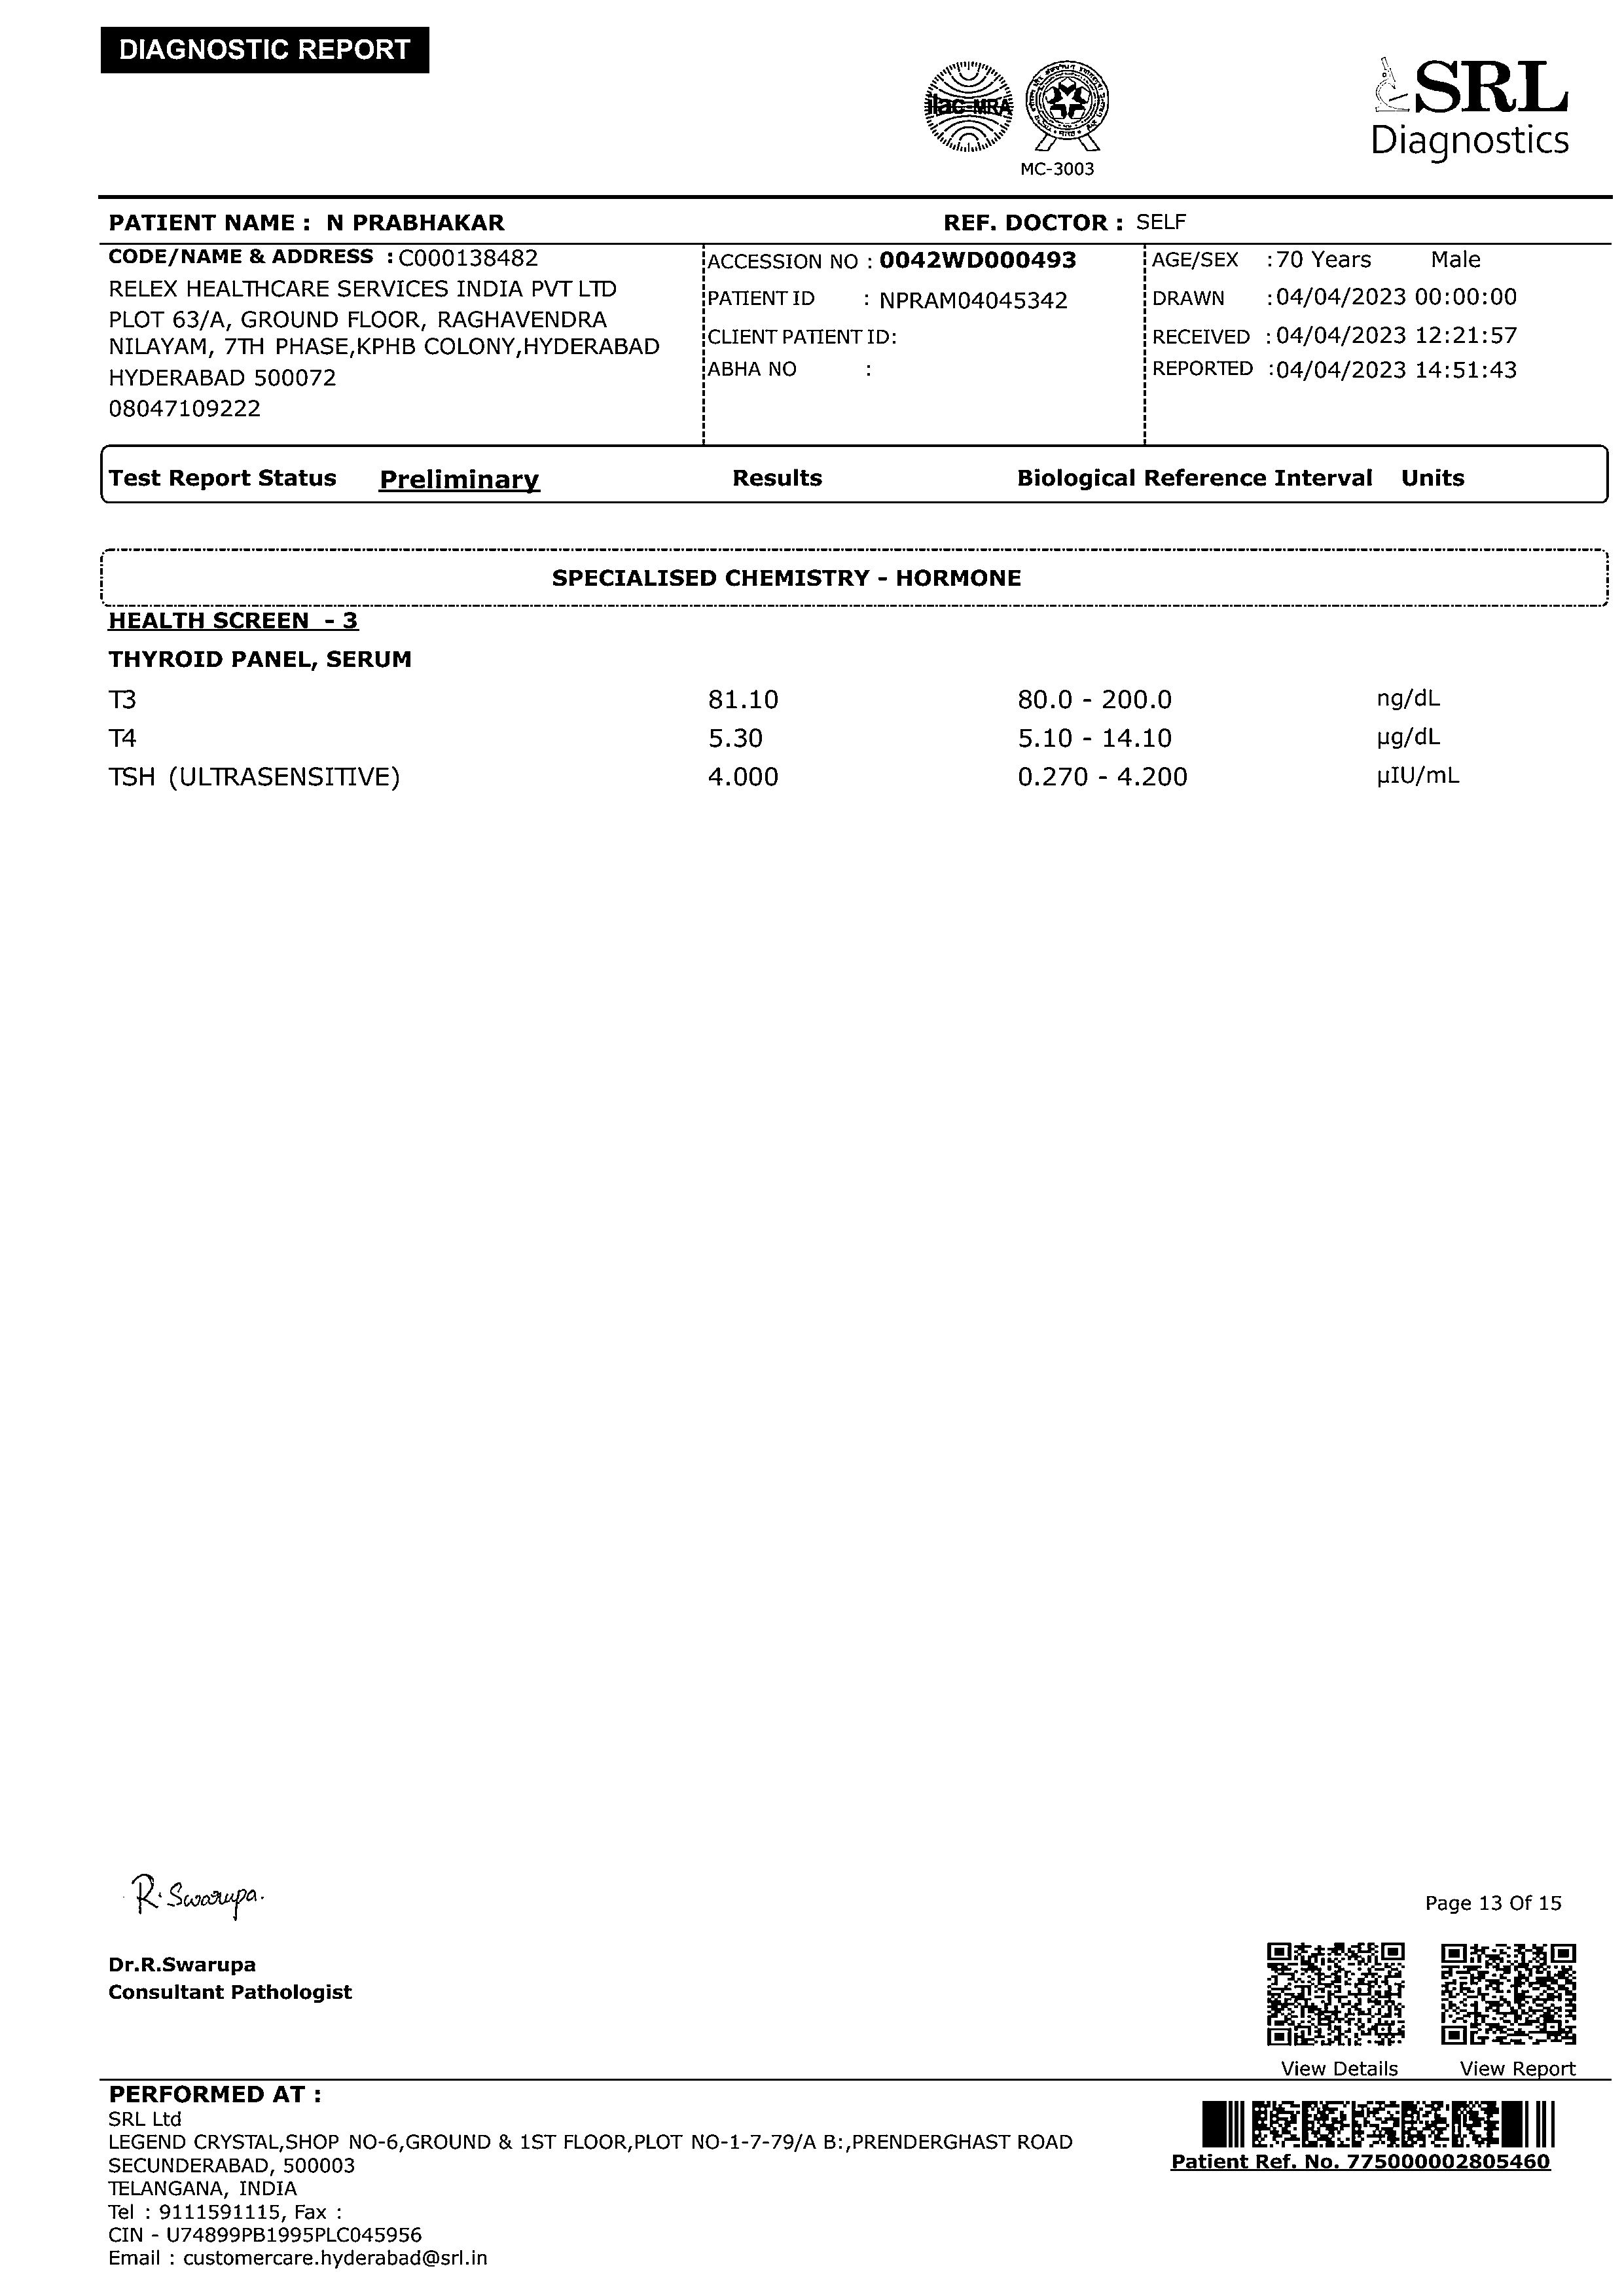 DIAGNOSTIC REPORT
ilac-MRA
MC-3003
SRL
Diagnostics
PATIENT NAME : N PRABHAKAR REF. DOCTOR : SELF
CODE/NAME & ADDRESS : C000138482
RELEX HEALTHCARE SERVICES INDIA PVT LTD
PLOT 63/A, GROUND FLOOR, RAGHAVENDRA
NILAYAM, 7TH PHASE,KPHB COLONY,HYDERABAD
HYDERABAD 500072
08047109222
ACCESSION NO : 0042WD000493
PATIENT ID : NPRAM04045342
CLIENT PATIENT ID:
ABHA NO :
AGE/SEX : 70 Years Male
DRAWN : 04/04/2023 00:00:00
RECEIVED : 04/04/2023 12:21:57
REPORTED : 04/04/2023 14:51:43
Test Report Status Preliminary Results Biological Reference Interval Units
SPECIALISED CHEMISTRY - HORMONE
HEALTH SCREEN - 3
THYROID PANEL, SERUM
T3 81.10 80.0 - 200.0 ng/dL
T4 5.30 5.10 - 14.10 µg/dL
TSH (ULTRASENSITIVE) 4.000 0.270 - 4.200 µIU/mL
R. Swarupa.
Dr.R.Swarupa
Consultant Pathologist
Page 13 Of 15
View Details View Report
PERFORMED AT :
SRL Ltd
LEGEND CRYSTAL,SHOP NO-6,GROUND & 1ST FLOOR,PLOT NO-1-7-79/A B:,PRENDERGHAST ROAD
SECUNDERABAD, 500003
TELANGANA, INDIA
Tel : 9111591115, Fax :
CIN - U74899PB1995PLC045956
Email : customercare.hyderabad@srl.in
Patient Ref. No. 775000002805460